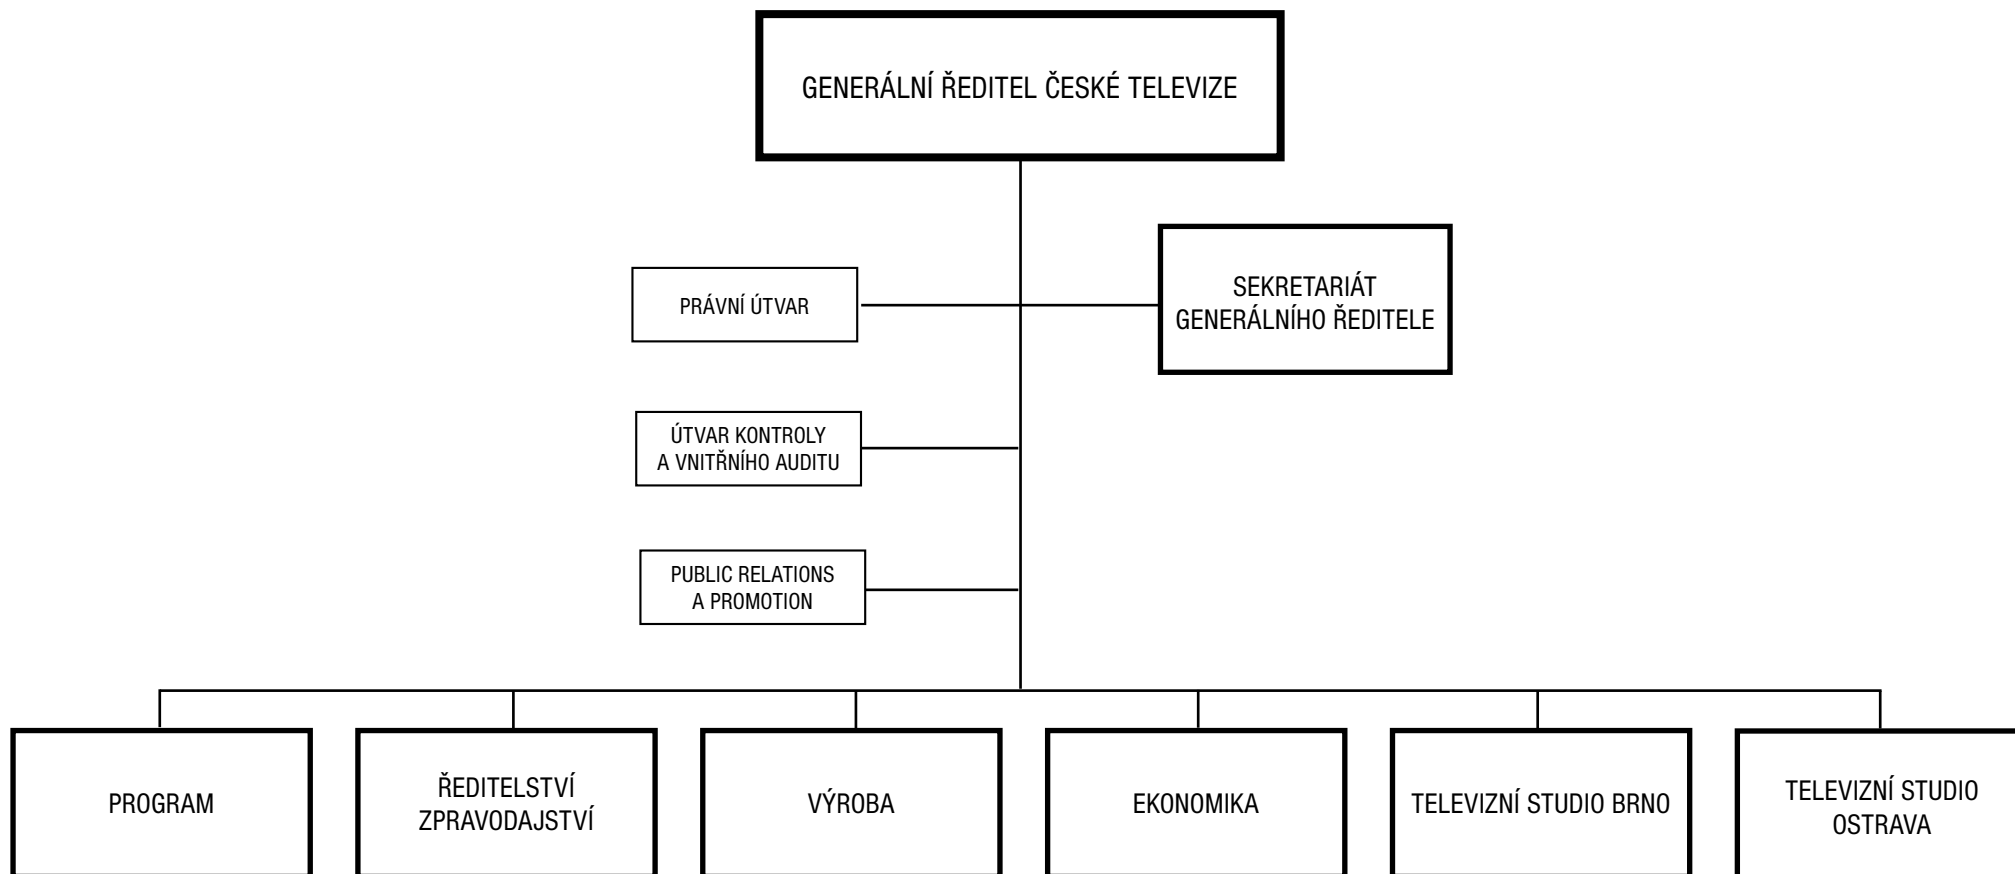 GENERÁLNÍ ŘEDITEL ČESKÉ TELEVIZE
PRÁVNÍ ÚTVAR
SEKRETARIÁT
GENERÁLNÍHO ŘEDITELE
ÚTVAR KONTROLY
A VNITŘNÍHO AUDITU
PUBLIC RELATIONS
A PROMOTION
PROGRAM
ŘEDITELSTVÍ
ZPRAVODAJSTVÍ
VÝROBA
EKONOMIKA
TELEVIZNÍ STUDIO BRNO
TELEVIZNÍ STUDIO
OSTRAVA